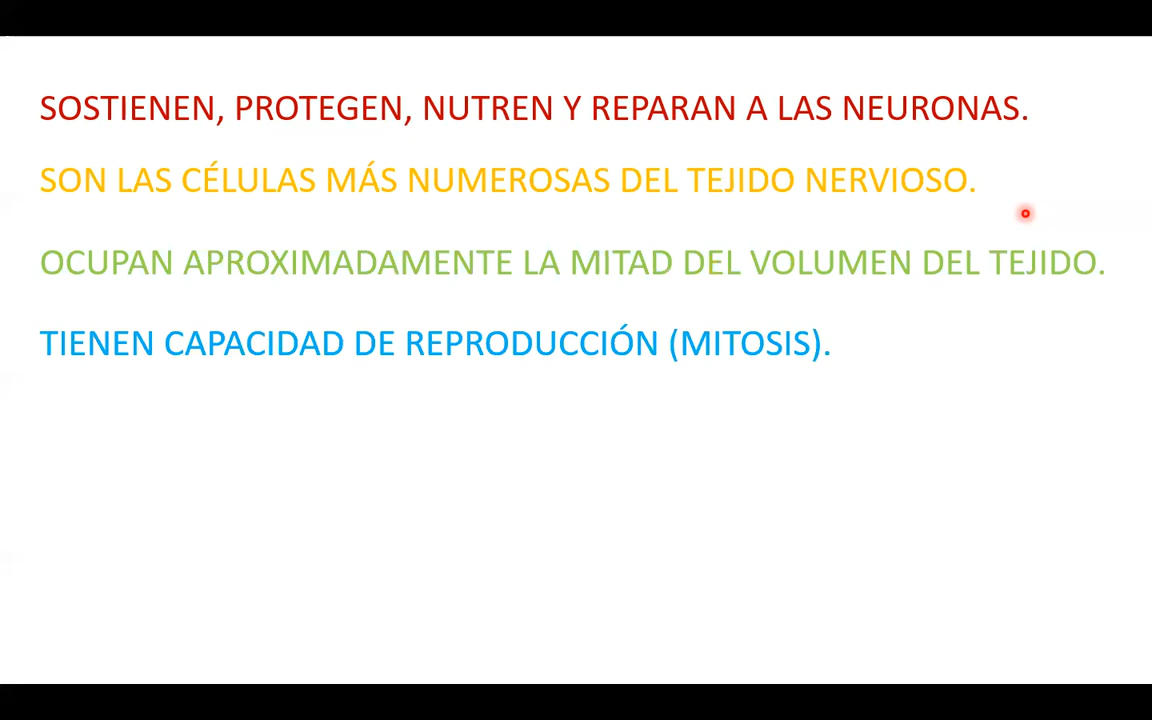 SOSTIENEN, PROTEGEN, NUTREN Y REPARAN A LAS NEURONAS.
SON LAS CÉLULAS MÁS NUMEROSAS DEL TEJIDO NERVIOSO.
OCUPAN APROXIMADAMENTE LA MITAD DEL VOLUMEN DEL TEJIDO.
TIENEN CAPACIDAD DE REPRODUCCIÓN (MITOSIS).